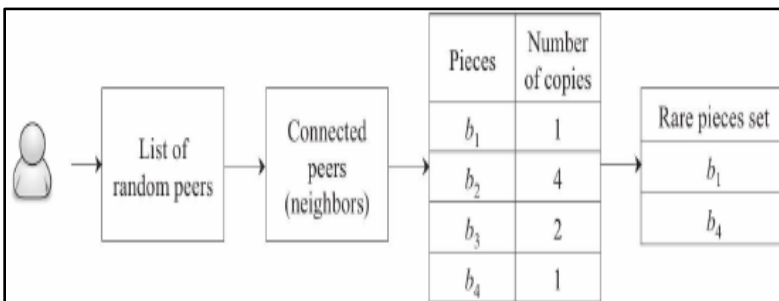 List of
random peers
Connected
peers
(neighbors)
Pieces
Number
of copies
b₁ 1
b₂ 4
b₃ 2
b₄ 1
Rare pieces set
b₁
b₄